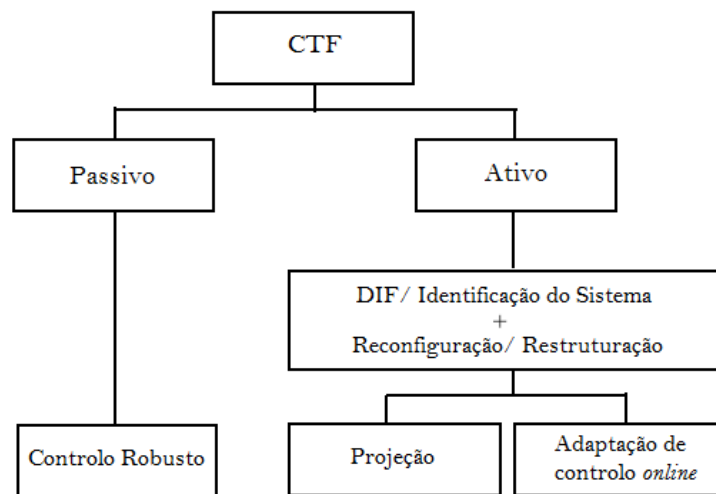 CTF
Passivo
Ativo
DIF/ Identificação do Sistema
+
Reconfiguração/ Restruturação
Controlo Robusto
Projeção
Adaptação de
controlo online